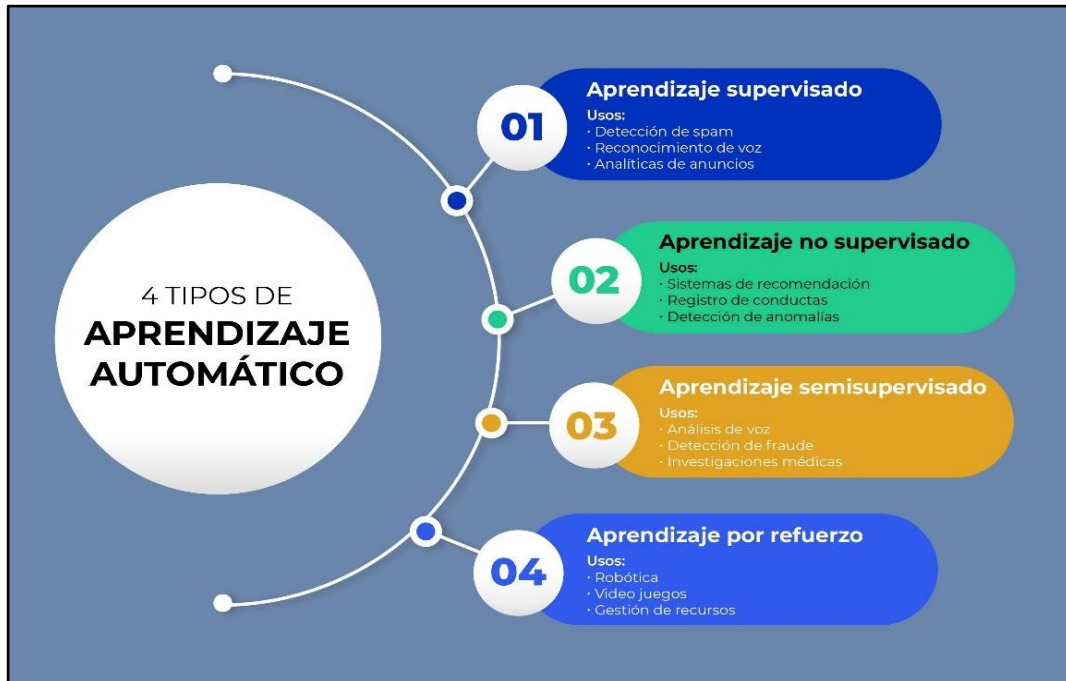 4 TIPOS DE
APRENDIZAJE
AUTOMÁTICO
01
Aprendizaje supervisado
Usos:
· Detección de spam
· Reconocimiento de voz
· Analíticas de anuncios
02
Aprendizaje no supervisado
Usos:
· Sistemas de recomendación
· Registro de conductas
· Detección de anomalías
03
Aprendizaje semisupervisado
Usos:
· Análisis de voz
· Detección de fraude
· Investigaciones médicas
04
Aprendizaje por refuerzo
Usos:
· Robótica
· Video juegos
· Gestión de recursos